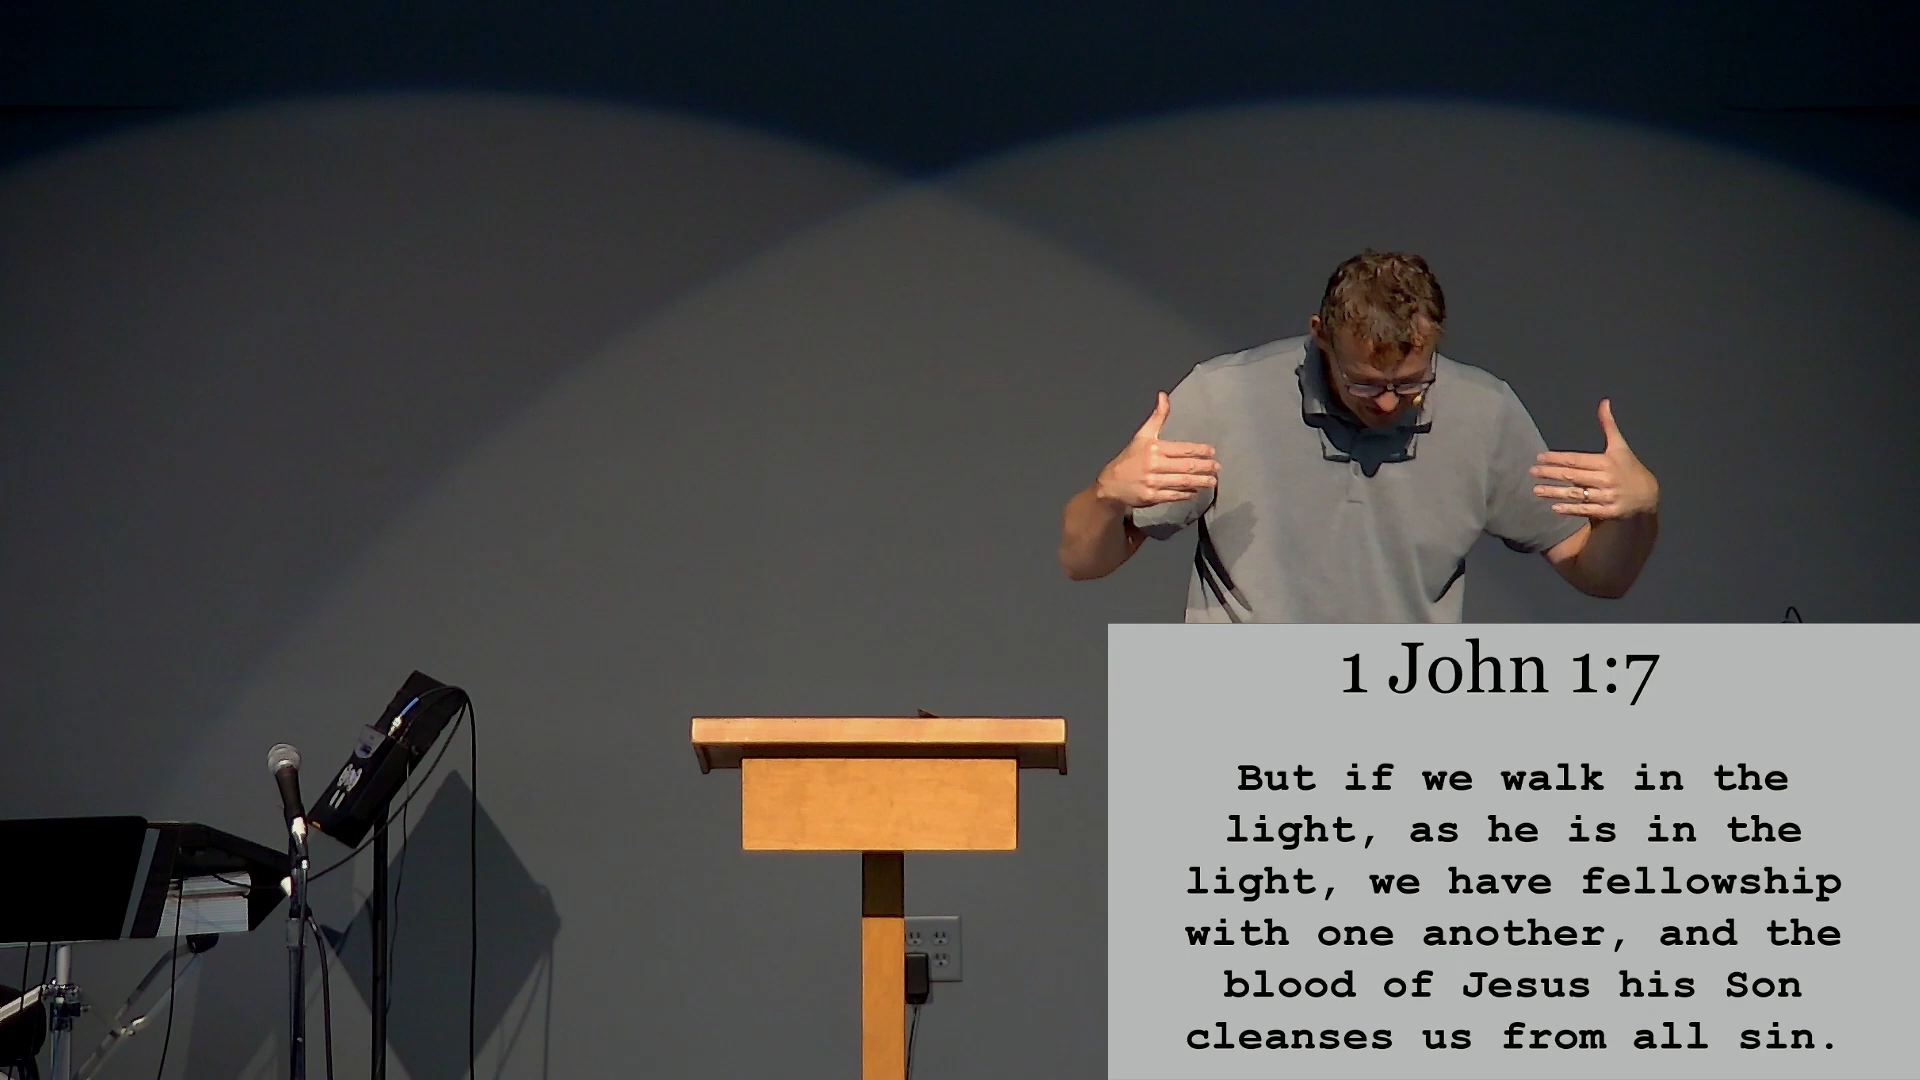 1 John 1:7
But if we walk in the
light, as he is in the
light, we have fellowship
with one another, and the
blood of Jesus his Son
cleanses us from all sin.